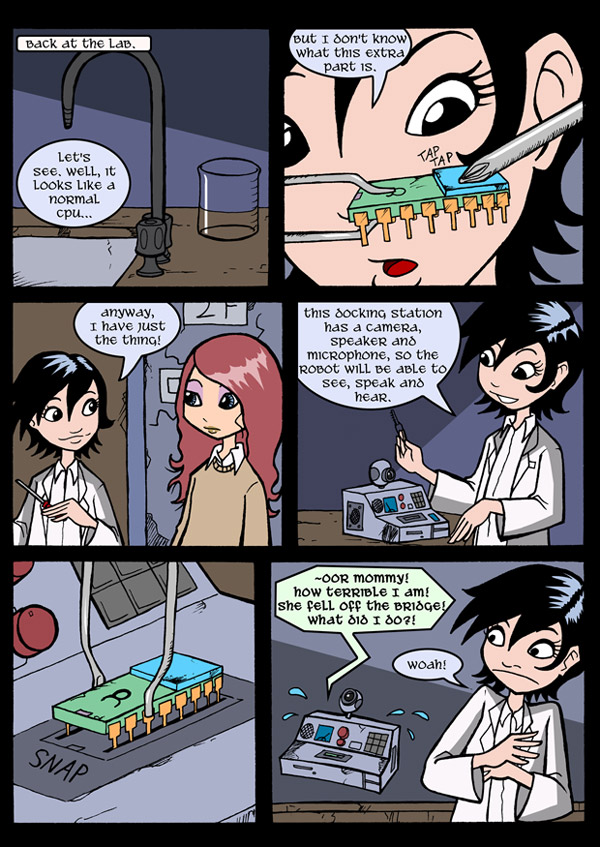 Back at the lab.
Let's
see. Well, it
looks like a
normal
cpu...
But I don't know
what this extra
part is.
TAP
TAP
anyway,
I have just
the thing!
2F
this docking station
has a camera,
speaker and
microphone, so the
robot will be able to
see, speak and
hear.
SNAP
~oor mommy!
how terrible I am!
she fell off the bridge!
what did I do?!
Woah!